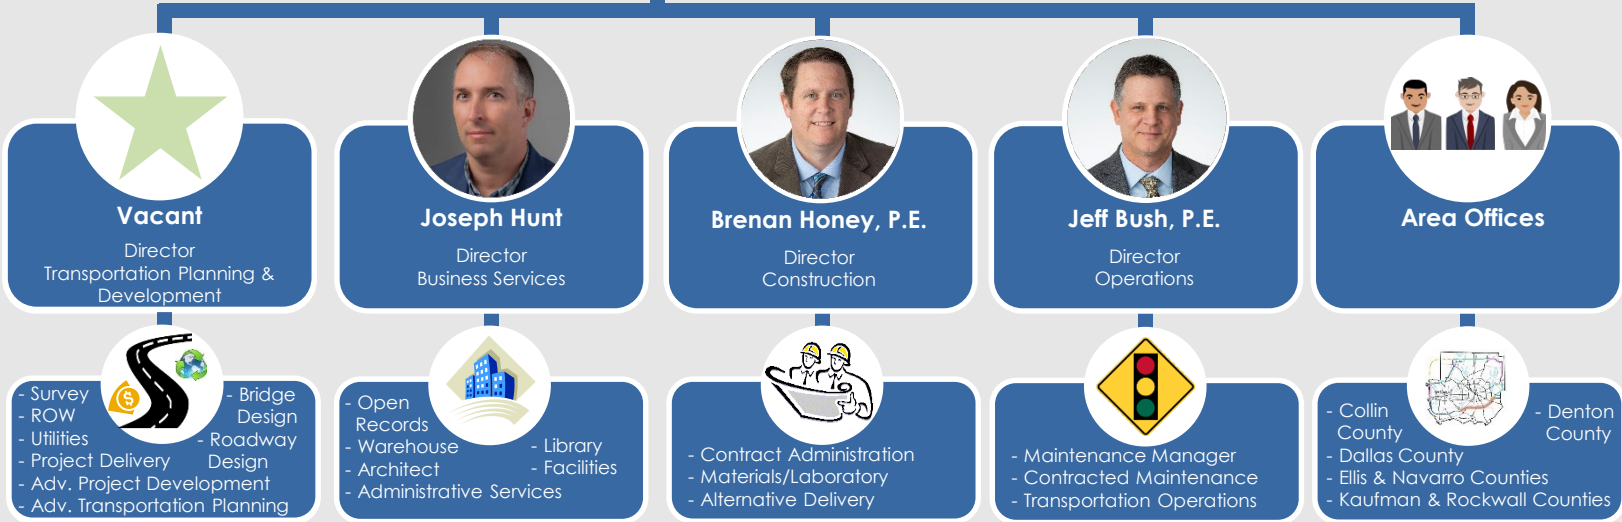 Vacant
Director
Transportation Planning &
Development
Joseph Hunt
Director
Business Services
Brenan Honey, P.E.
Director
Construction
Jeff Bush, P.E.
Director
Operations
Area Offices
- Survey
- ROW
- Utilities
- Project Delivery
- Adv. Project Development
- Adv. Transportation Planning
- Bridge
Design
- Roadway
Design
- Open
Records
- Warehouse
- Architect
- Administrative Services
- Library
- Facilities
- Contract Administration
- Materials/Laboratory
- Alternative Delivery
- Maintenance Manager
- Contracted Maintenance
- Transportation Operations
- Collin
County
- Dallas County
- Ellis & Navarro Counties
- Kaufman & Rockwall Counties
- Denton
County